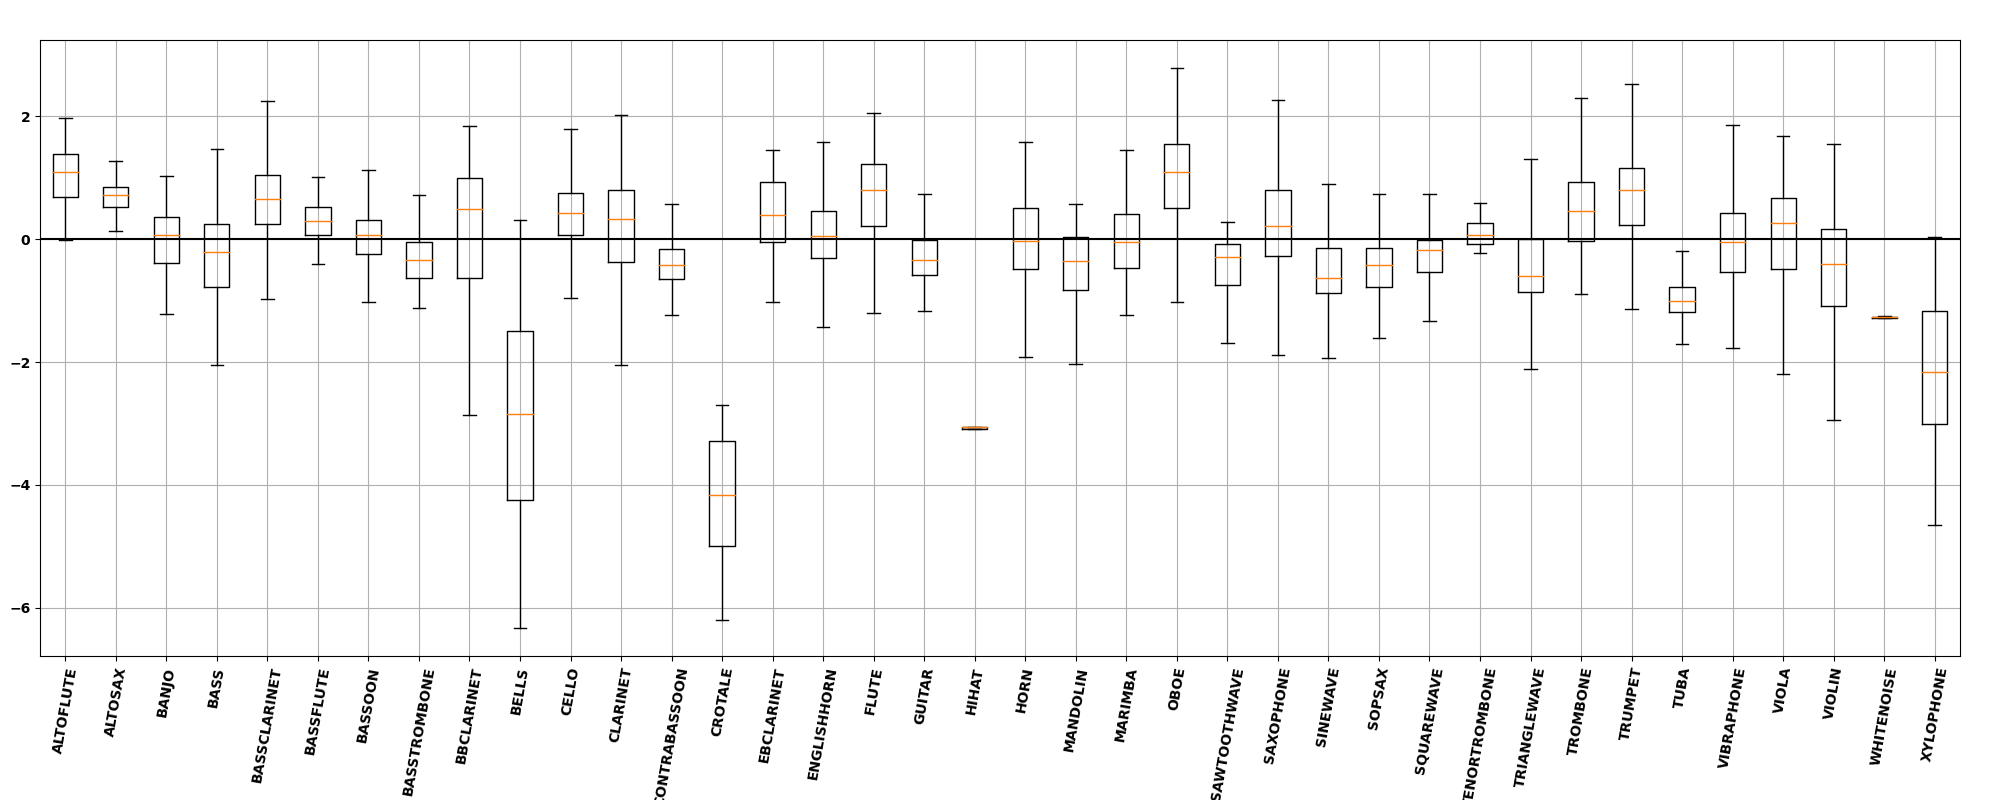 2
0
−2
−4
−6
ALTOFLUTE
ALTOSAX
BANJO
BASS
BASSCLARINET
BASSFLUTE
BASSOON
BASSTROMBONE
BBCLARINET
BELLS
CELLO
CLARINET
CONTRABASSOON
CROTALE
EBCLARINET
ENGLISHHORN
FLUTE
GUITAR
HIHAT
HORN
MANDOLIN
MARIMBA
OBOE
SAWTOOTHWAVE
SAXOPHONE
SINEWAVE
SOPSAX
SQUAREWAVE
ENORTROMBONE
TRIANGLEWAVE
TROMBONE
TRUMPET
TUBA
VIBRAPHONE
VIOLA
VIOLIN
WHITENOISE
XYLOPHONE